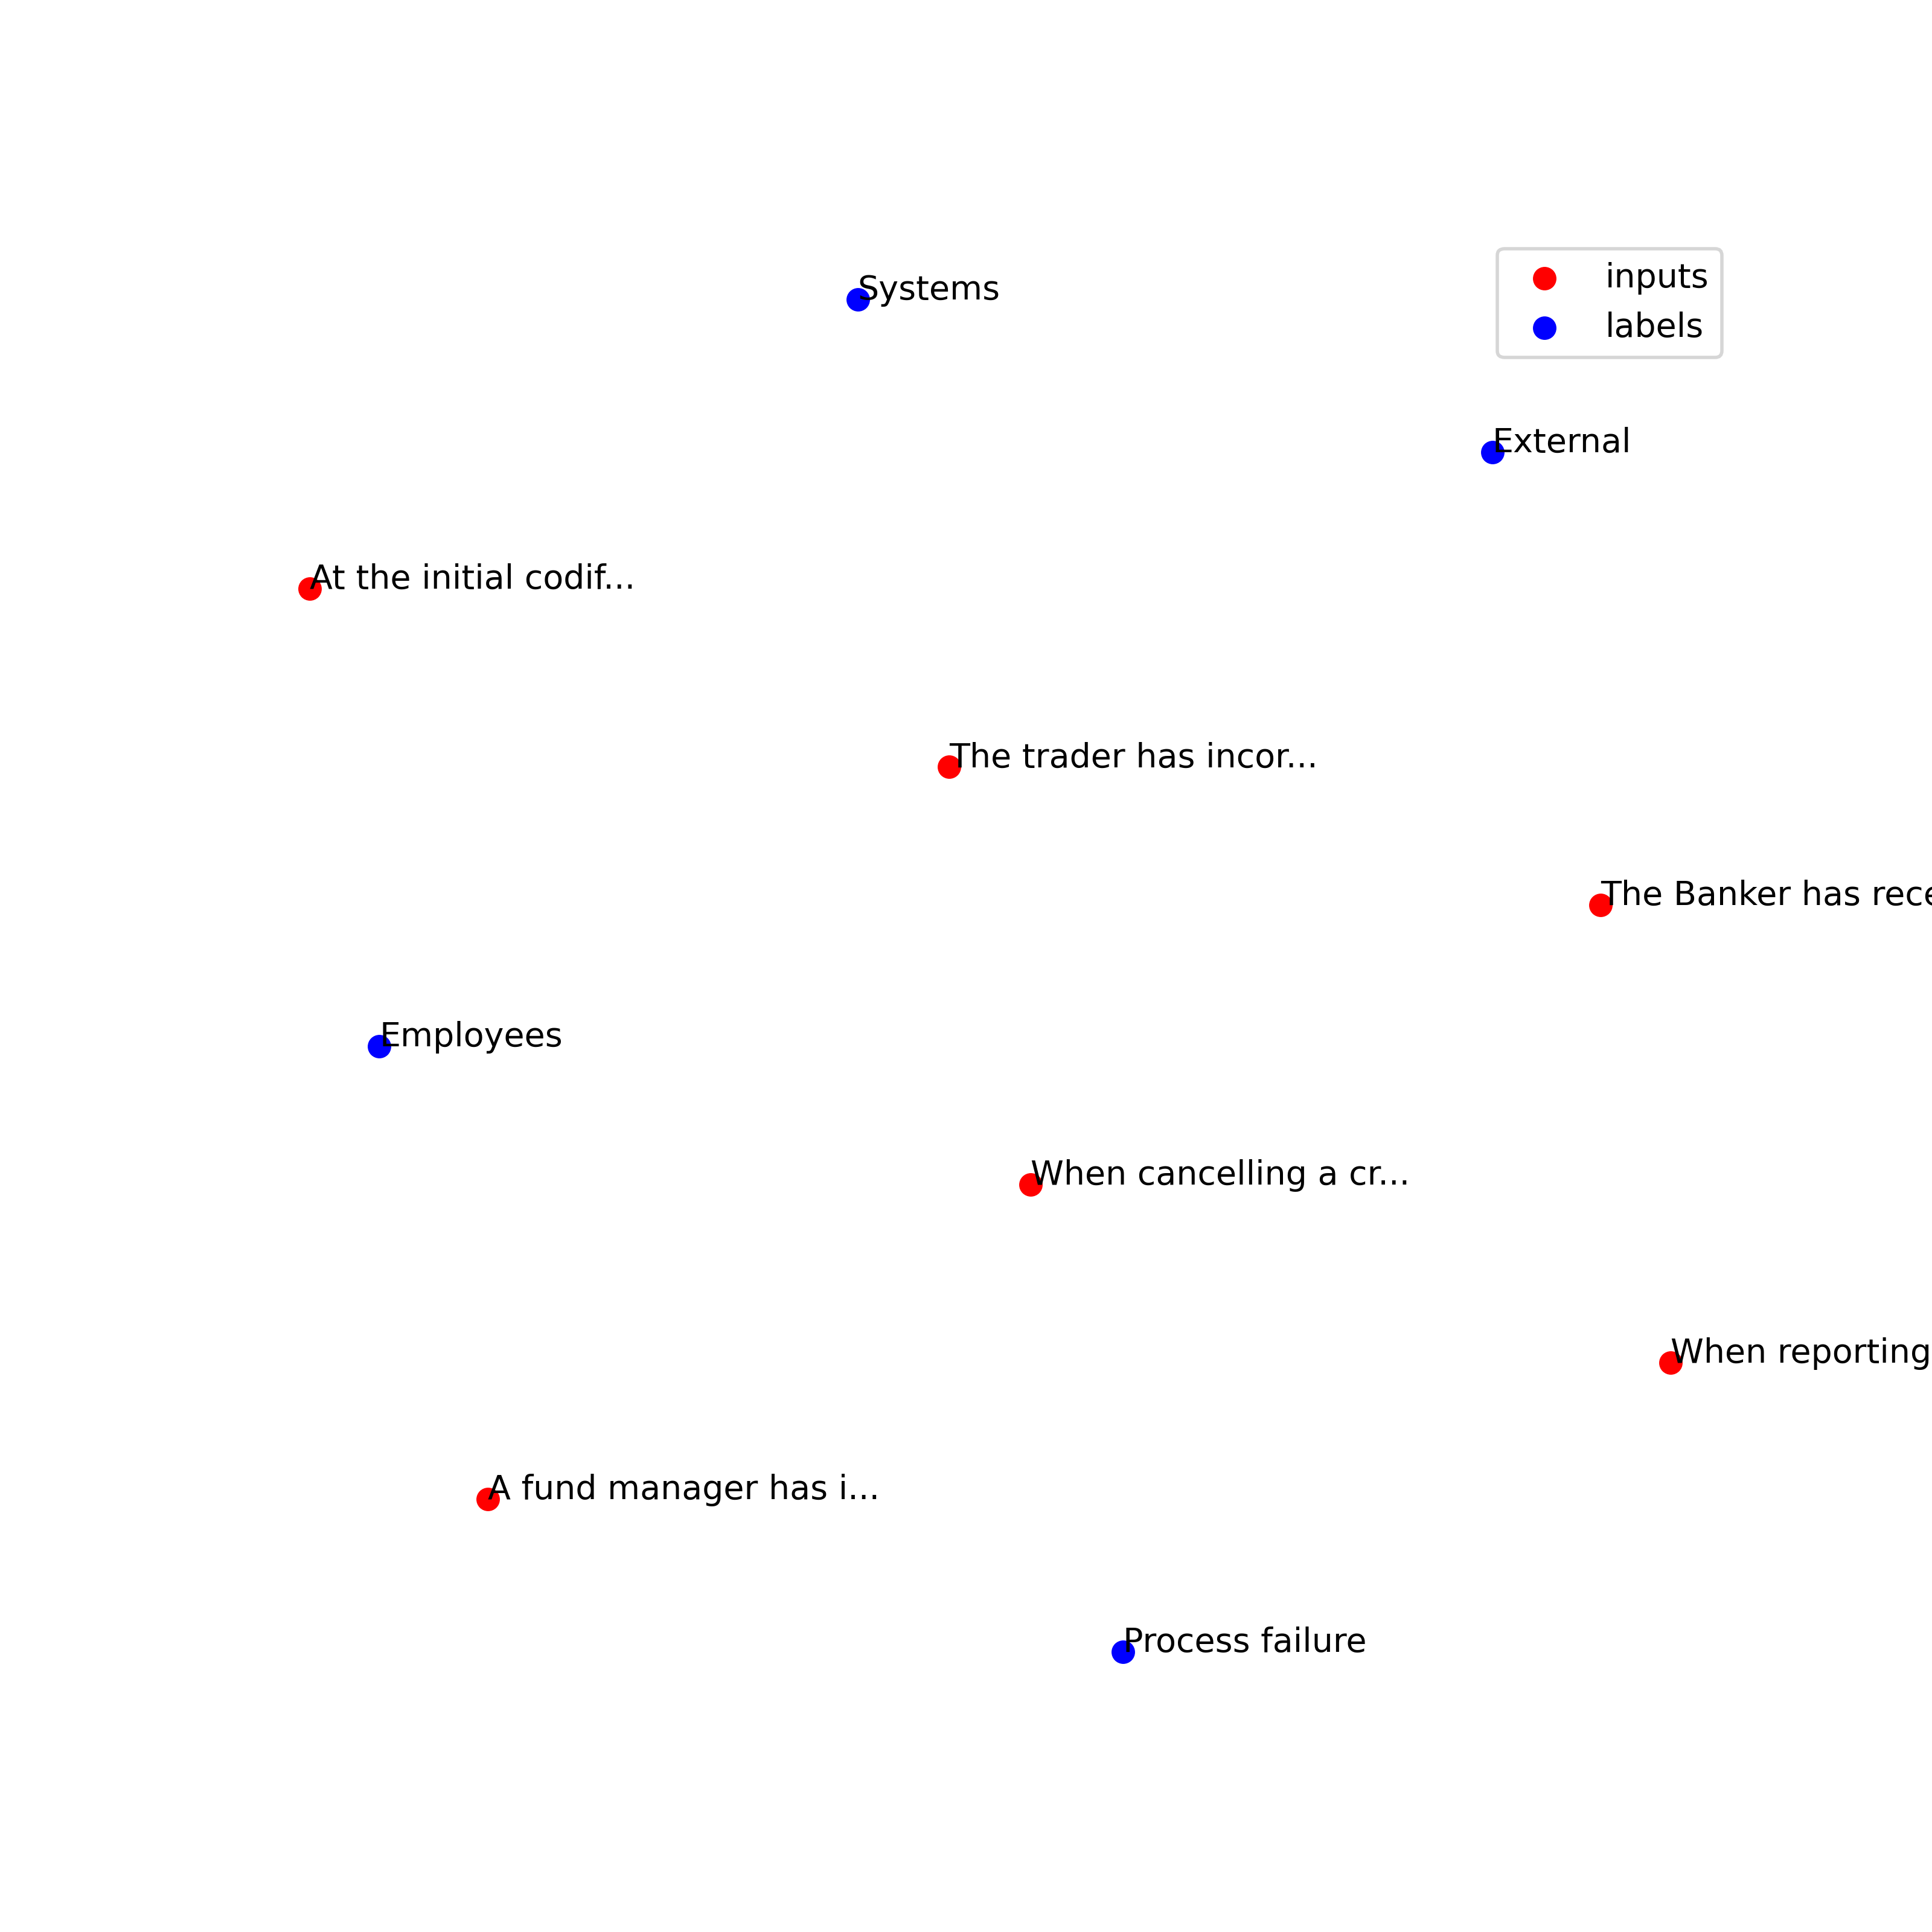 Systems
inputs
labels
External
At the initial codif...
The trader has incor...
The Banker has rece
Employees
When cancelling a cr...
When reporting
A fund manager has i...
Process failure